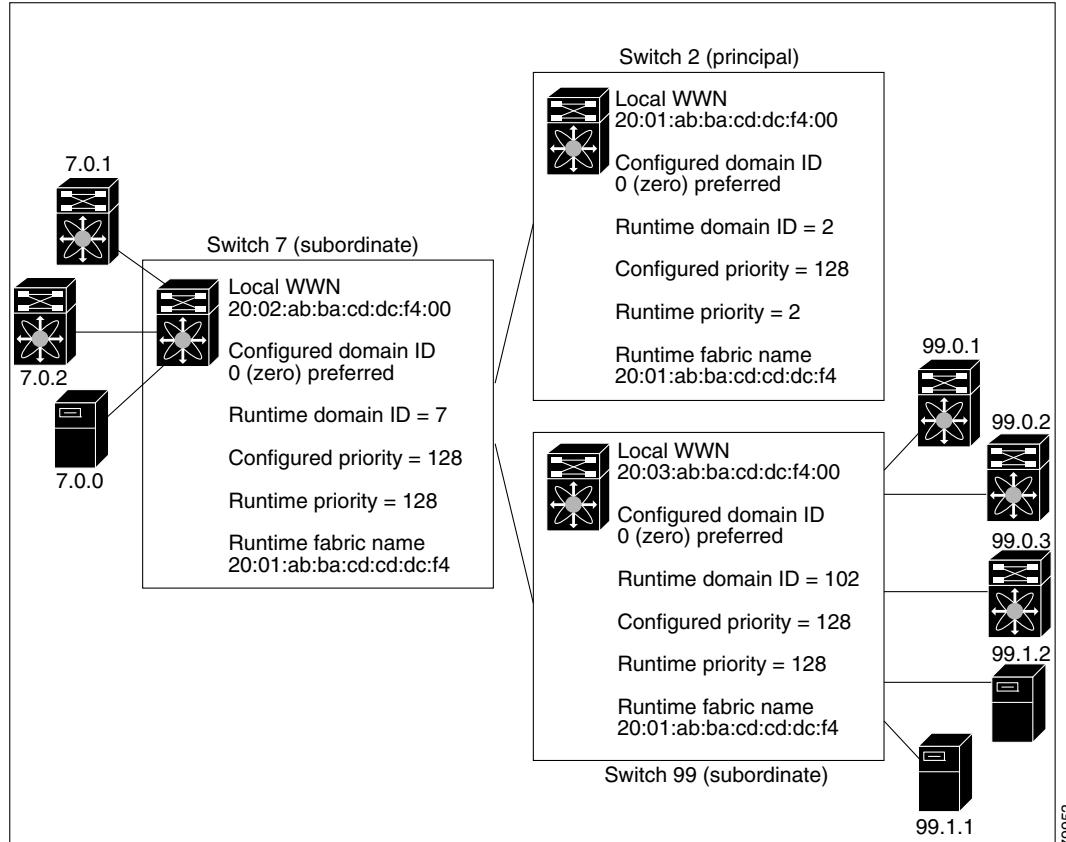 Switch 2 (principal)
Local WWN
20:01:ab:ba:cd:dc:f4:00
Configured domain ID
0 (zero) preferred
Runtime domain ID = 2
Configured priority = 128
Runtime priority = 2
Runtime fabric name
20:01:ab:ba:cd:cd:dc:f4
7.0.1
7.0.2
7.0.0
Switch 7 (subordinate)
Local WWN
20:02:ab:ba:cd:dc:f4:00
Configured domain ID
0 (zero) preferred
Runtime domain ID = 7
Configured priority = 128
Runtime priority = 128
Runtime fabric name
20:01:ab:ba:cd:cd:dc:f4
Local WWN
20:03:ab:ba:cd:dc:f4:00
Configured domain ID
0 (zero) preferred
Runtime domain ID = 102
Configured priority = 128
Runtime priority = 128
Runtime fabric name
20:01:ab:ba:cd:cd:dc:f4
Switch 99 (subordinate)
99.0.1
99.0.2
99.0.3
99.1.2
99.1.1